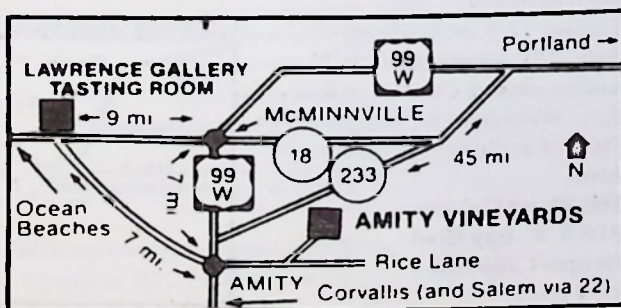 Portland →
99
W
LAWRENCE GALLERY
TASTING ROOM
← 9 mi →
McMINNVILLE
18
99
W
7 mi
233
45 mi
N
Ocean
Beaches
7 mi.
AMITY VINEYARDS
Rice Lane
AMITY
Corvallis (and Salem via 22)